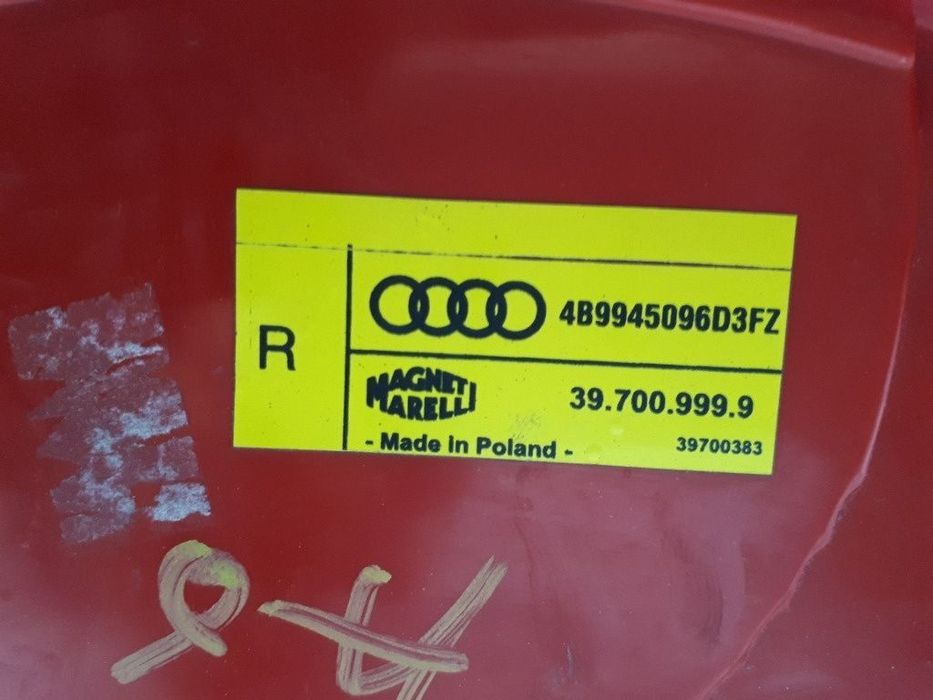 R
4B9945096D3FZ
MAGNETI
MARELLI
39.700.999.9
- Made in Poland -
39700383